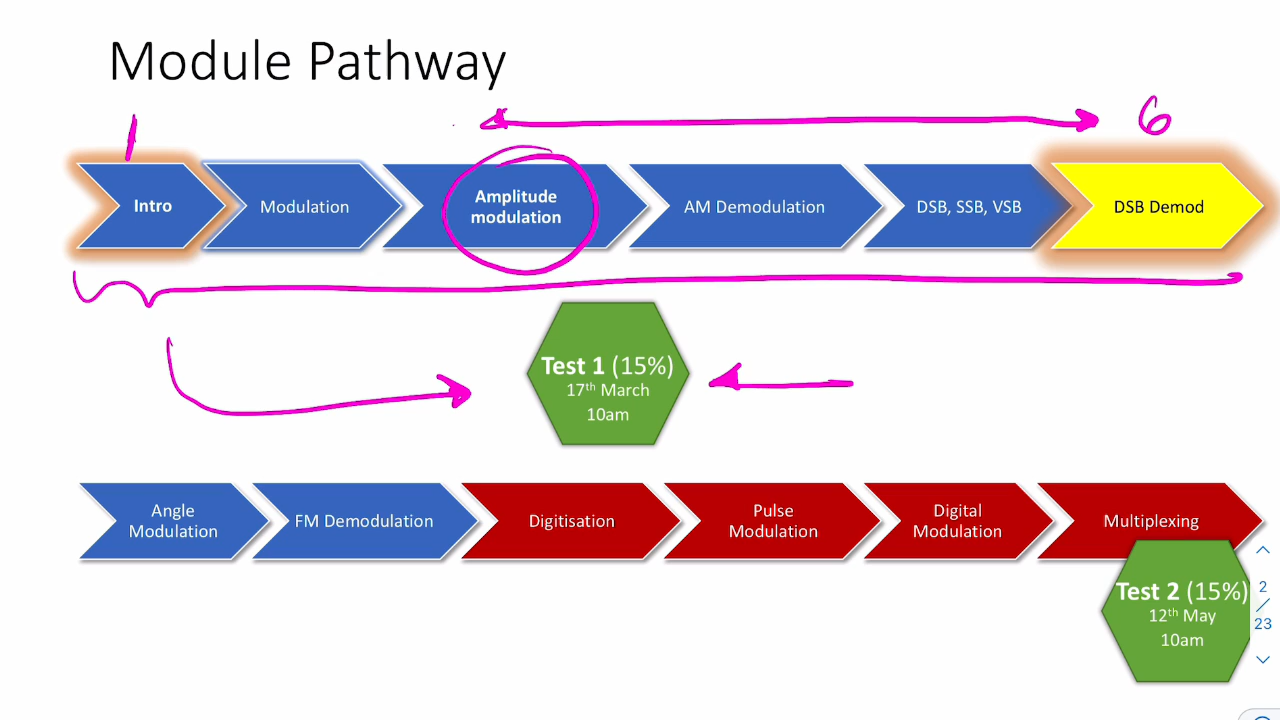 Module Pathway
1
6
Intro
Modulation
Amplitude
modulation
AM Demodulation
DSB, SSB, VSB
DSB Demod
Test 1 (15%)
17th March
10am
Angle
Modulation
FM Demodulation
Digitisation
Pulse
Modulation
Digital
Modulation
Multiplexing
Test 2 (15%)
12th May
10am
2
/
23